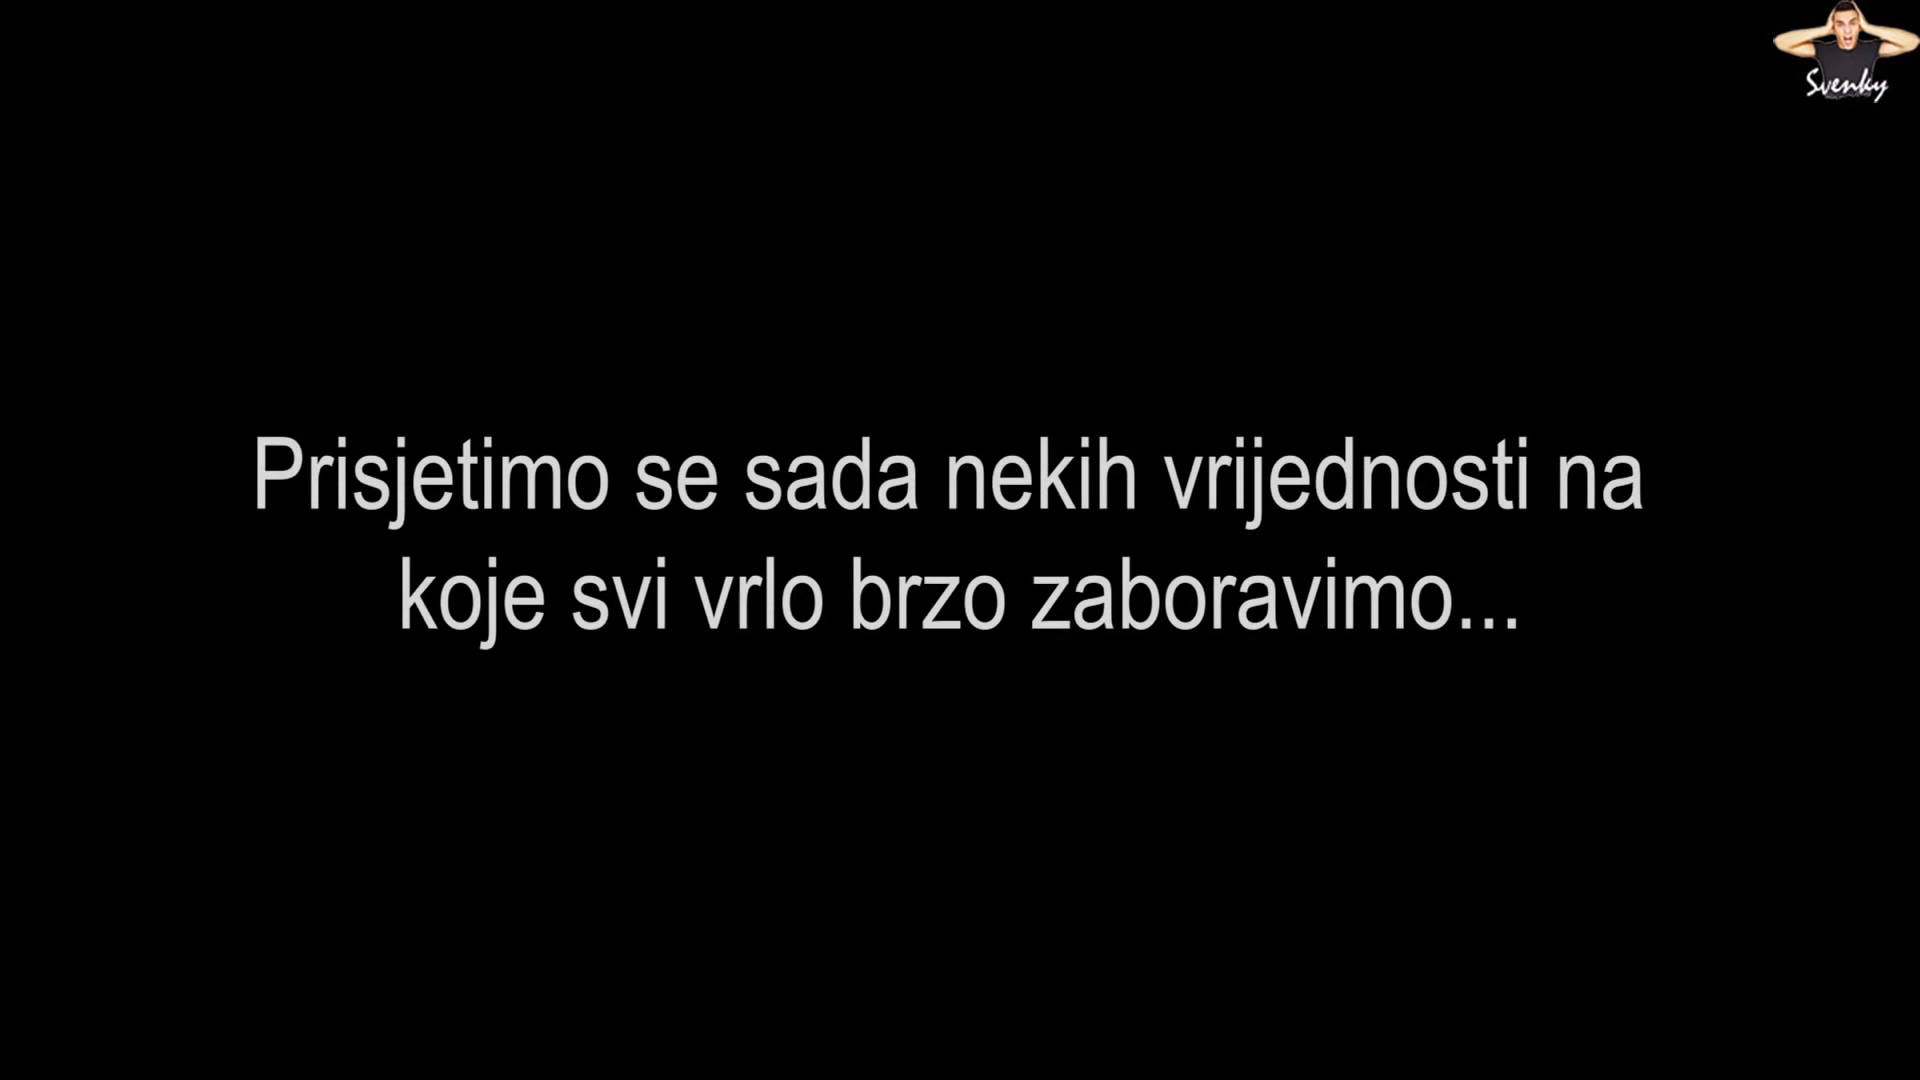 Svenky
Prisjetimo se sada nekih vrijednosti na
koje svi vrlo brzo zaboravimo...